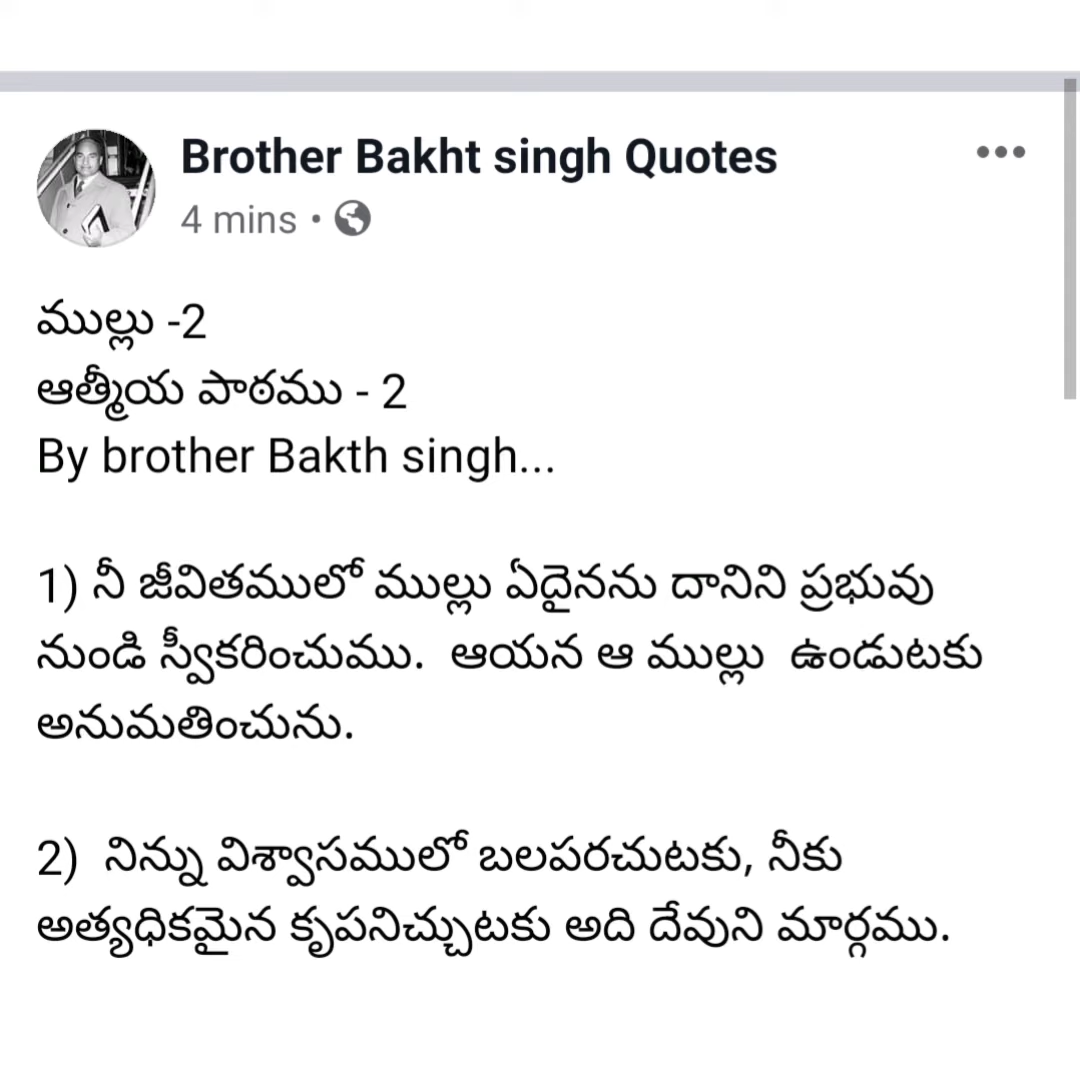 Brother Bakht singh Quotes
4 mins •
ముల్లు -2
ఆత్మీయ పాఠము - 2
By brother Bakth singh...
1) నీ జీవితములో ముల్లు ఏదైనను దానిని ప్రభువు
నుండి స్వీకరించుము.  ఆయన ఆ ముల్లు  ఉండుటకు
అనుమతించును.
2)  నిన్ను విశ్వాసములో బలపరచుటకు, నీకు
అత్యధికమైన కృపనిచ్చుటకు అది దేవుని మార్గము.